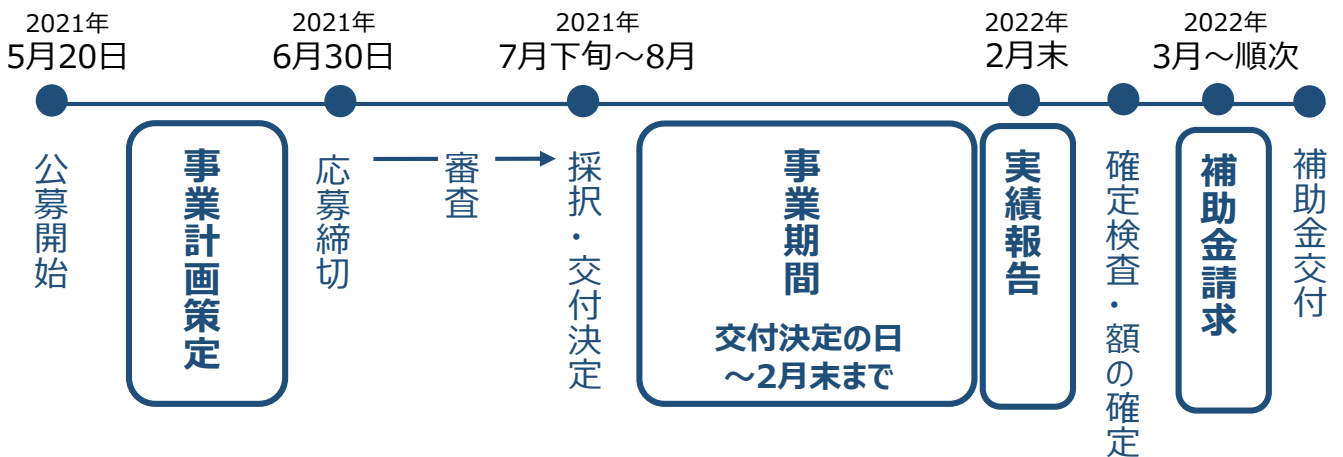 2021年
5月20日
2021年
6月30日
2021年
7月下旬~8月
2022年
2月末
2022年
3月~順次
公募開始
事業計画策定
応募締切
審査
採択・交付決定
事業期間
交付決定の日
~2月末まで
実績報告
確定検査・額の確定
補助金請求
補助金交付